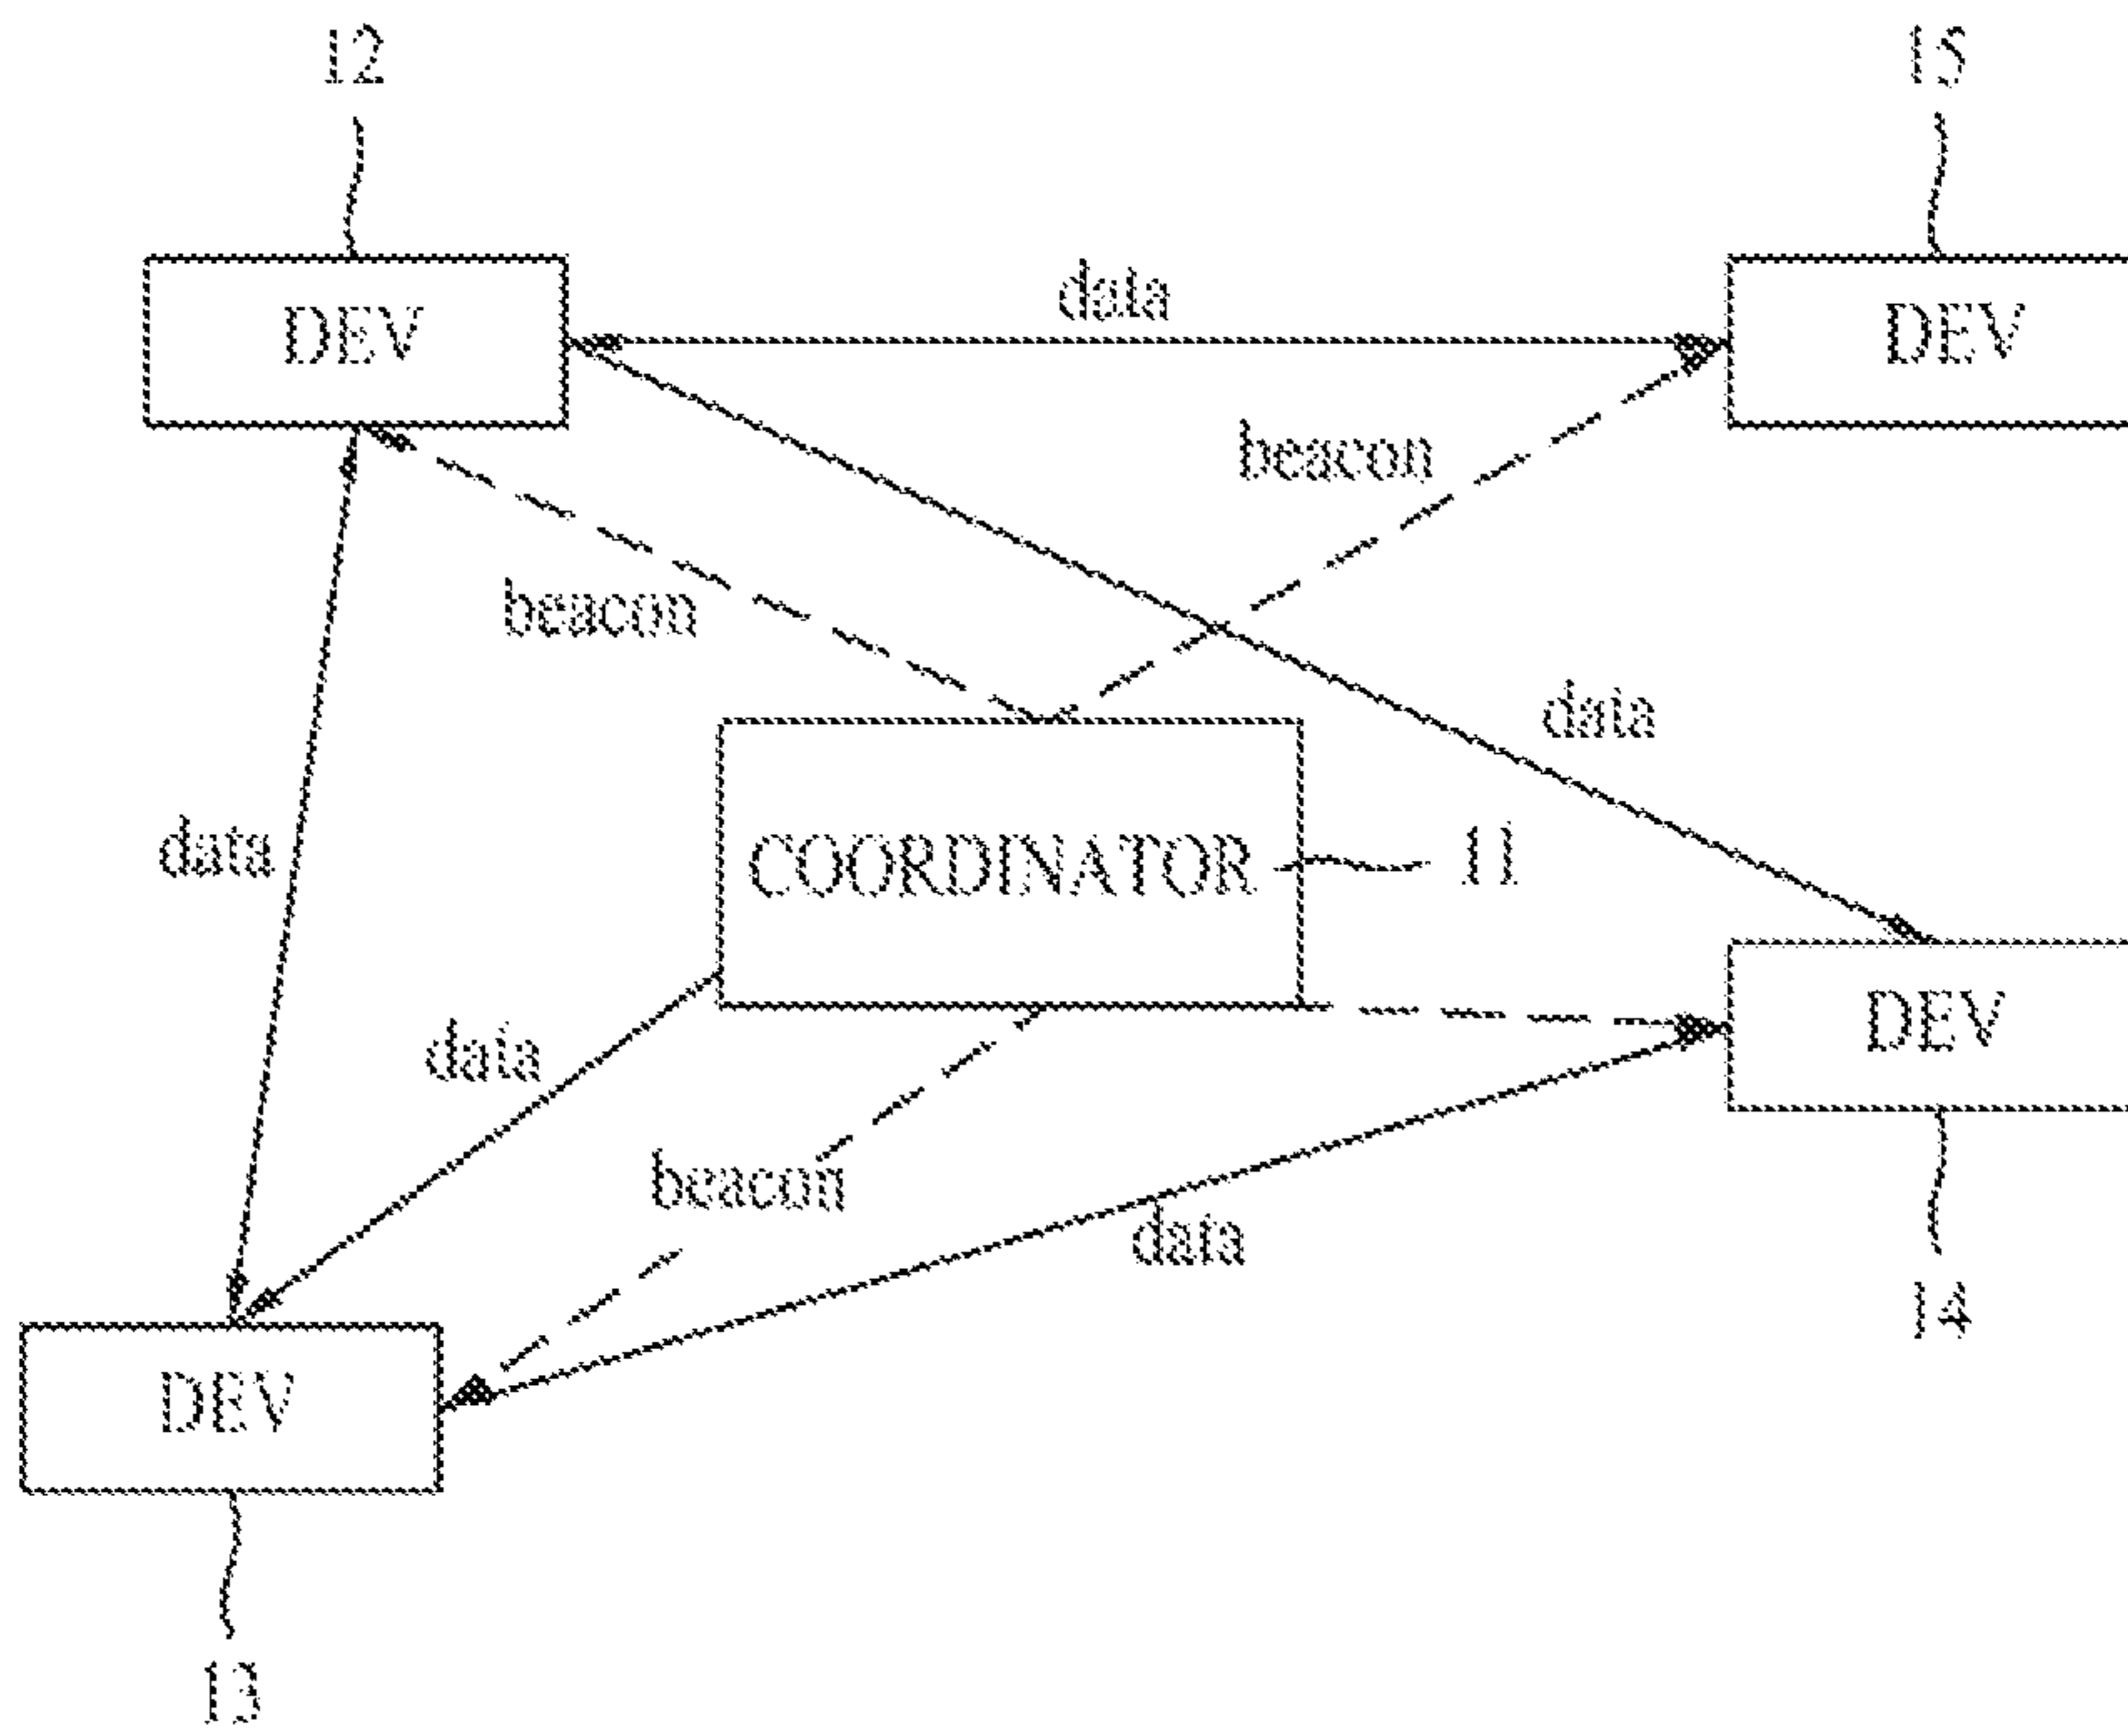 12
15
DEV
data
DEV
beacon
beacon
data
data
COORDINATOR
11
data
DEV
beacon
data
14
DEV
13